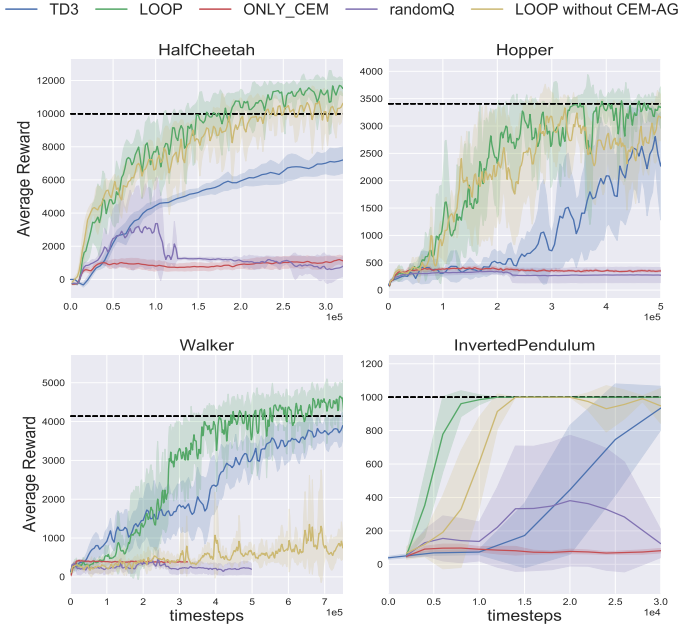 TD3 LOOP ONLY_CEM randomQ LOOP without CEM-AG
HalfCheetah
Average Reward
12000
10000
8000
6000
4000
2000
0
0.0 0.5 1.0 1.5 2.0 2.5 3.0
1e5
Hopper
4000
3500
3000
2500
2000
1500
1000
500
0
0 1 2 3 4 5
1e5
Walker
Average Reward
5000
4000
3000
2000
1000
0
0 1 2 3 4 5 6 7
1e5
timesteps
InvertedPendulum
1200
1000
800
600
400
200
0
0.0 0.5 1.0 1.5 2.0 2.5 3.0
1e4
timesteps